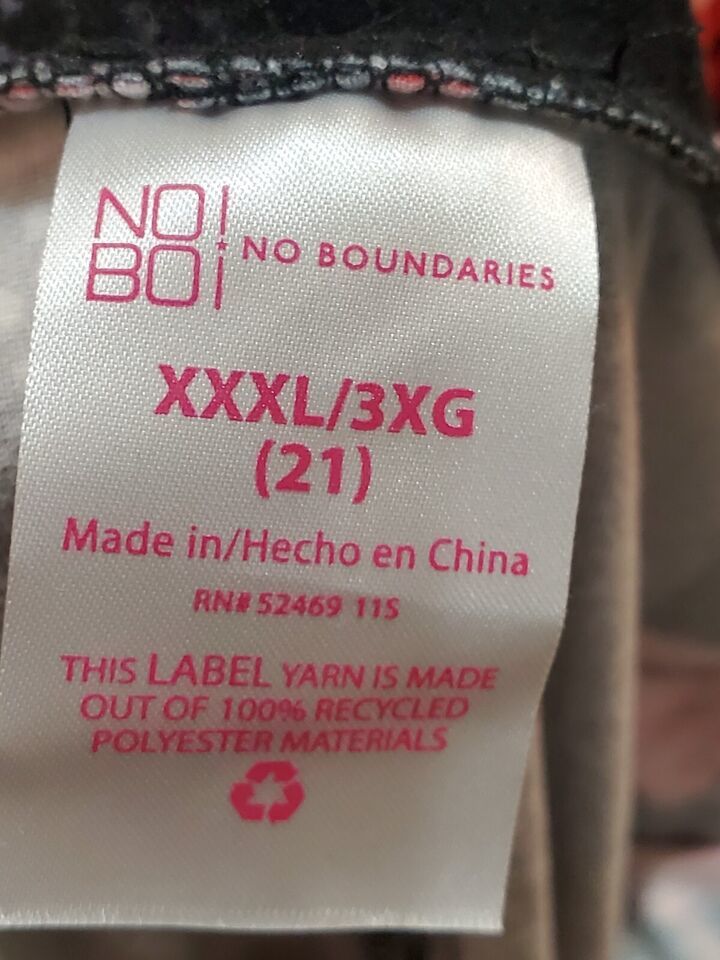 NO!
BO!
NO BOUNDARIES
XXXL/3XG
(21)
Made in/Hecho en China
RN# 52469 11S
THIS LABEL YARN IS MADE
OUT OF 100% RECYCLED
POLYESTER MATERIALS